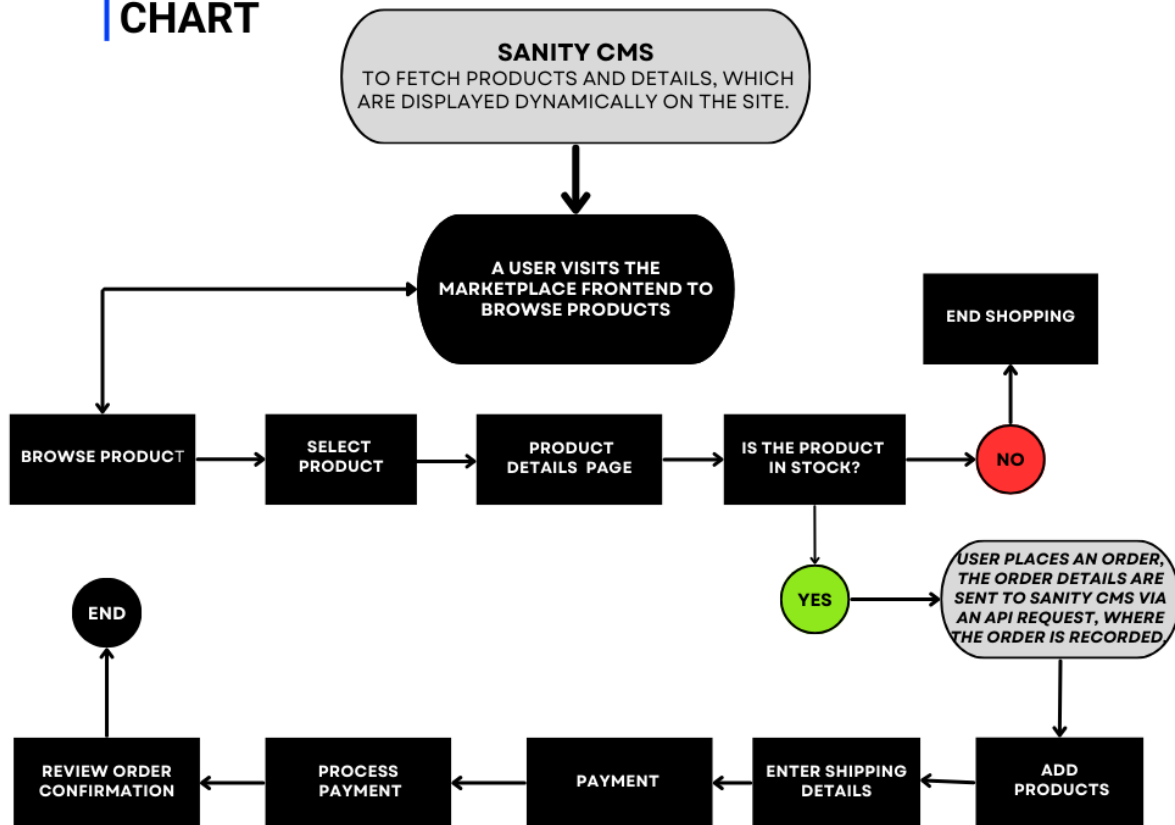 CHART
SANITY CMS
TO FETCH PRODUCTS AND DETAILS, WHICH
ARE DISPLAYED DYNAMICALLY ON THE SITE.
A USER VISITS THE
MARKETPLACE FRONTEND TO
BROWSE PRODUCTS
END SHOPPING
BROWSE PRODUCT
SELECT
PRODUCT
PRODUCT
DETAILS PAGE
IS THE PRODUCT
IN STOCK?
NO
YES
USER PLACES AN ORDER,
THE ORDER DETAILS ARE
SENT TO SANITY CMS VIA
AN API REQUEST, WHERE
THE ORDER IS RECORDED.
ADD
PRODUCTS
ENTER SHIPPING
DETAILS
PAYMENT
PROCESS
PAYMENT
REVIEW ORDER
CONFIRMATION
END